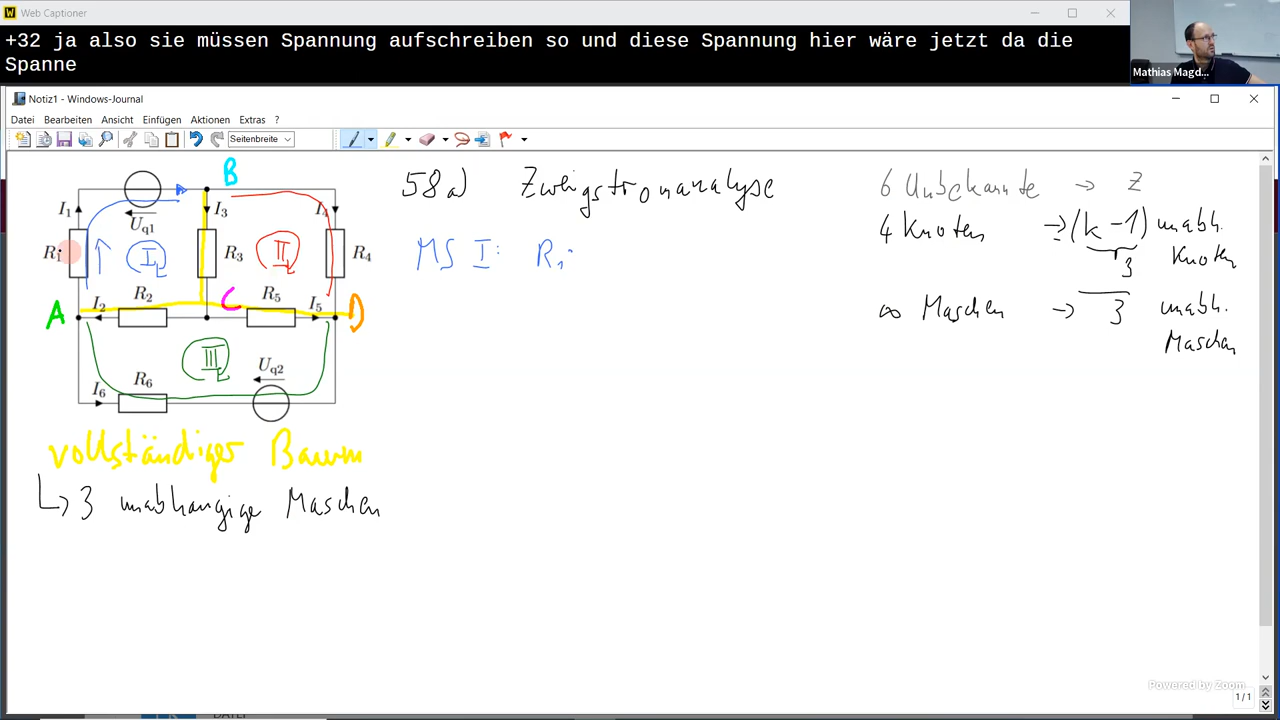 Web Captioner
+32 ja also sie müssen Spannung aufschreiben so und diese Spannung hier wäre jetzt da die
Spanne
Mathias Magd...
Notiz1 - Windows-Journal
Datei Bearbeiten Ansicht Einfügen Aktionen Extras ?
Seitenbreite
B
58a) Zweigstromanalyse
6 Unbekannte → Z
I1 Uq1 I3 I4
4 Knoten → (k-1) unabh.
3 Knoten
R1 I R3 II R4
MS I: R1
A I2 R2 C R5 I5 D
∞ Maschen → 3 unabh.
Maschen
III
I6 R6 Uq2
vollständiger Baum
↳ 3 unabhängige Maschen
Powered by Zoom
1/1